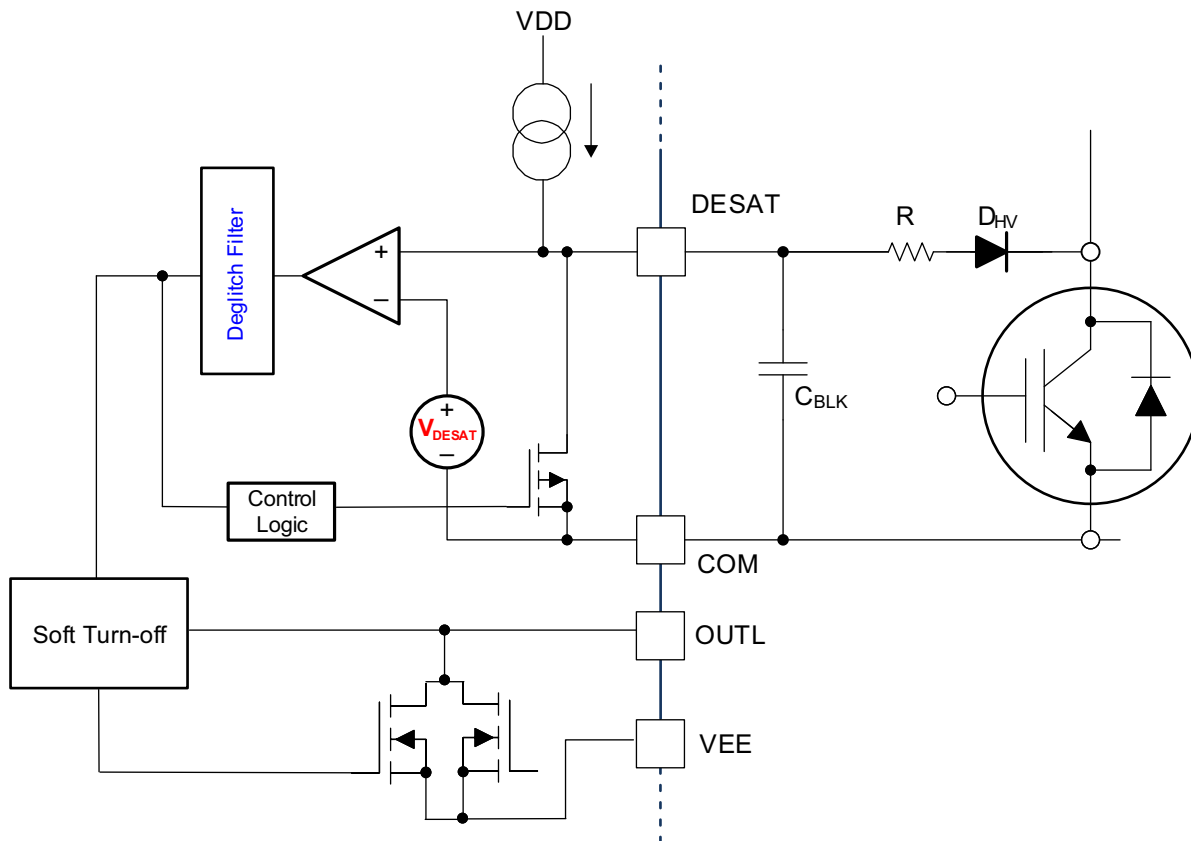 VDD
DESAT
R
DHV
Deglitch Filter
+
−
+
VDESAT
−
CBLK
Control
Logic
COM
Soft Turn-off
OUTL
VEE